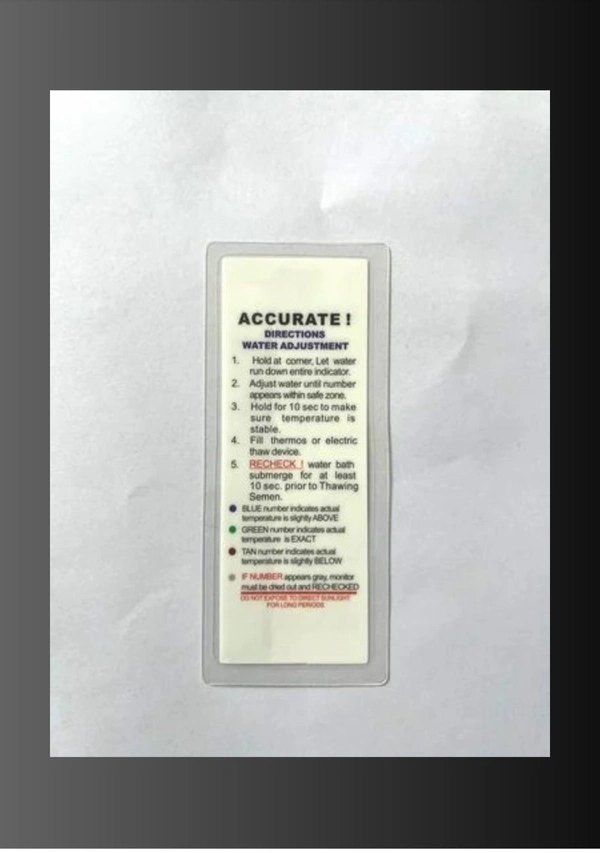 ACCURATE !
DIRECTIONS
WATER ADJUSTMENT
1. Hold at corner, Let water
run down entire indicator.
2. Adjust water until number
appears within safe zone.
3. Hold for 10 sec to make
sure temperature is
stable.
4. Fill thermos or electric
thaw device.
5. RECHECK ! water bath
submerge for at least
10 sec. prior to Thawing
Semen.
BLUE number indicates actual
temperature is slightly ABOVE
GREEN number indicates actual
temperature is EXACT
TAN number indicates actual
temperature is slightly BELOW
IF NUMBER appears gray, monitor
must be dried out and RECHECKED
DO NOT EXPOSE TO DIRECT SUNLIGHT
FOR LONG PERIODS